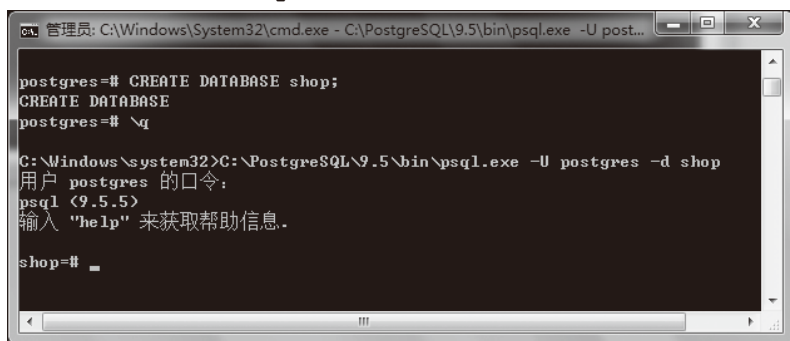 管理员: C:\Windows\System32\cmd.exe - C:\PostgreSQL\9.5\bin\psql.exe -U post...
postgres=# CREATE DATABASE shop;
CREATE DATABASE
postgres=# \q
C:\Windows\system32>C:\PostgreSQL\9.5\bin\psql.exe -U postgres -d shop
用户 postgres 的口令：
psql (9.5.5)
输入 "help" 来获取帮助信息.
shop=# _